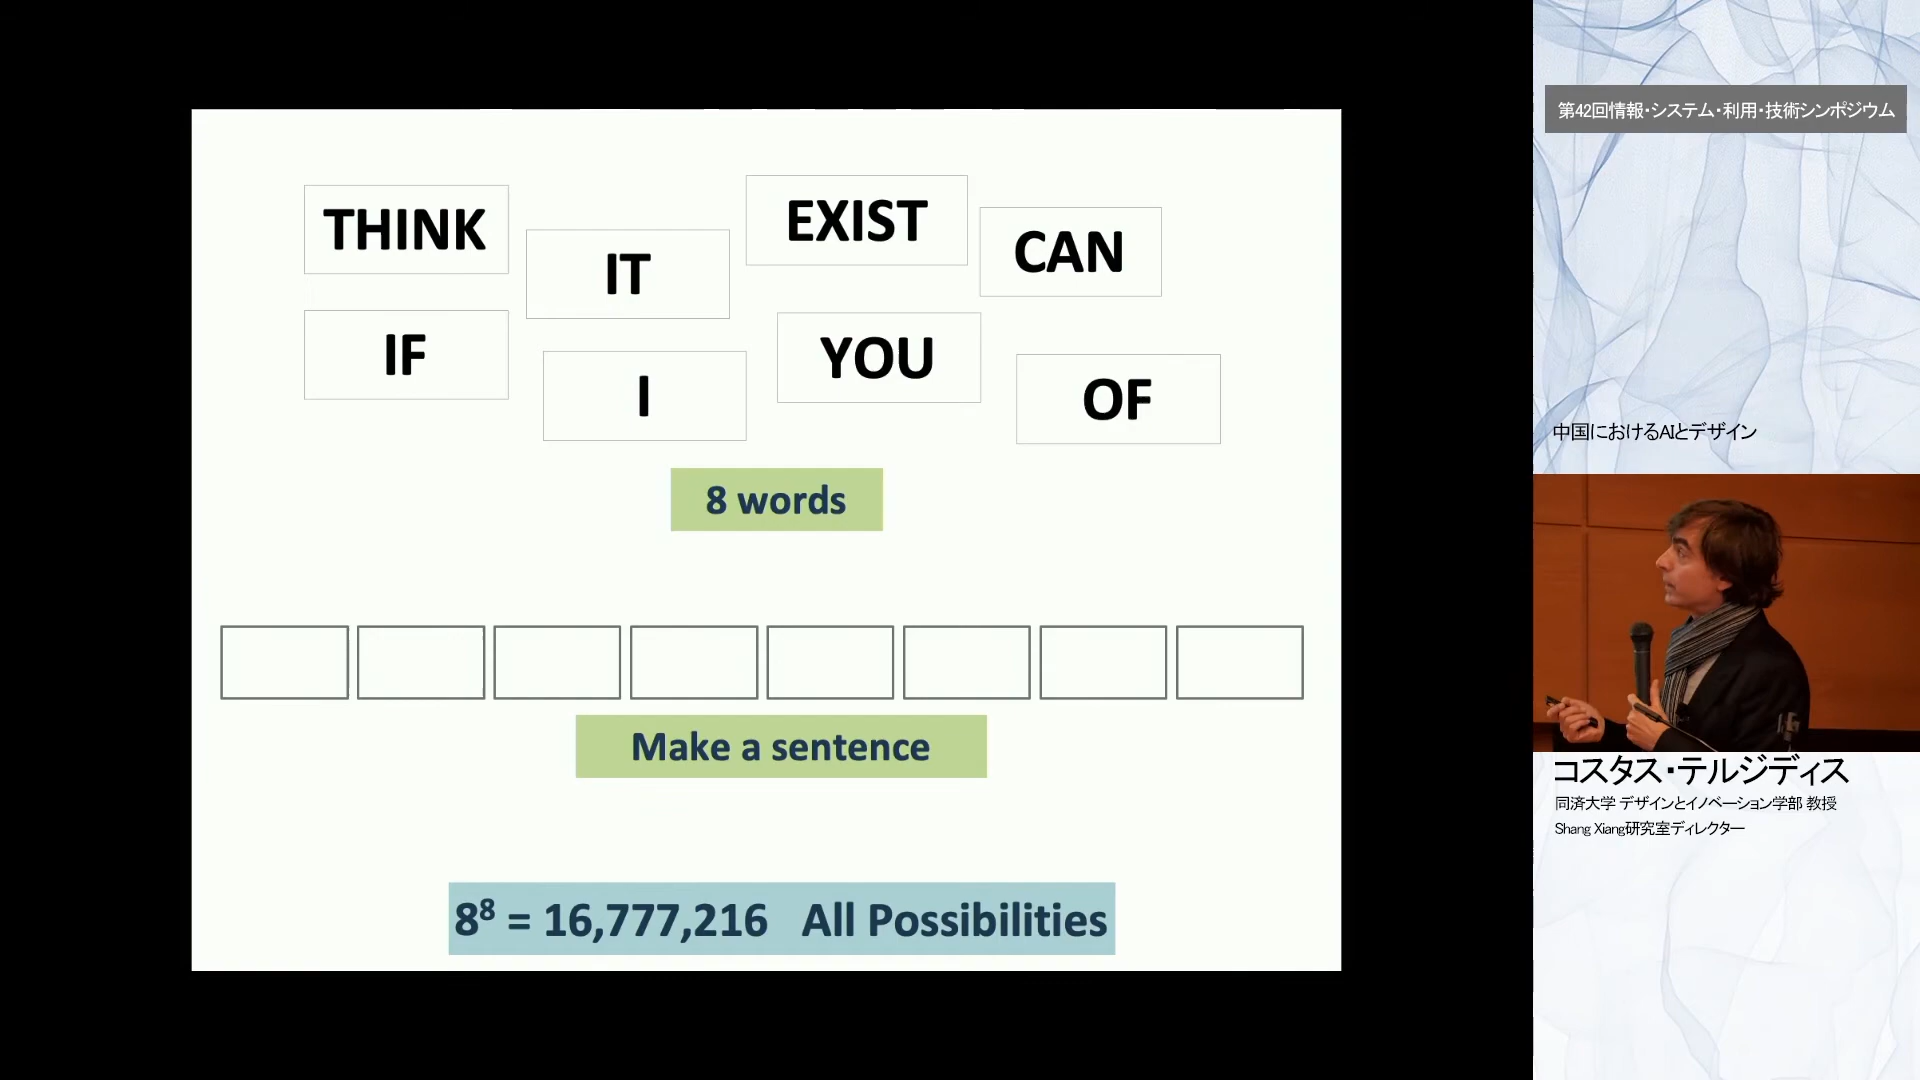 THINK
IT
EXIST
CAN
IF
I
YOU
OF
8 words
Make a sentence
8⁸ = 16,777,216 All Possibilities
第42回情報・システム・利用・技術シンポジウム
中国におけるAIとデザイン
コスタス・テルジディス
同済大学 デザインとイノベーション学部 教授
Shang Xiang研究室ディレクター